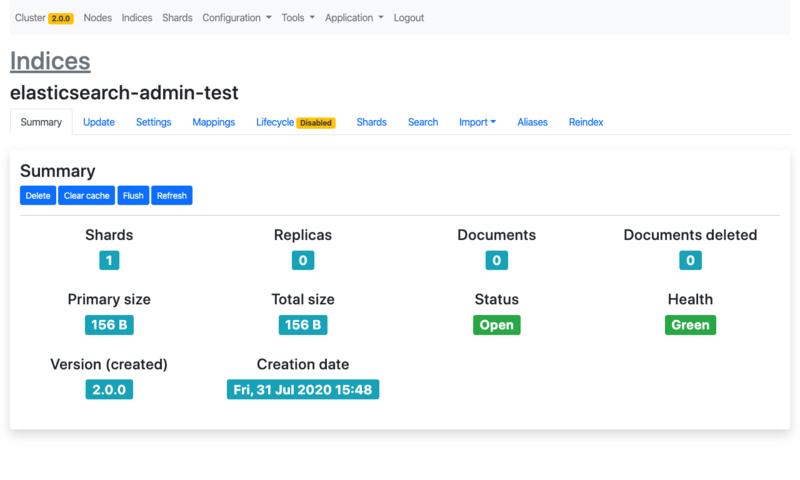 Cluster 2.0.0 Nodes Indices Shards Configuration Tools Application Logout
Indices
elasticsearch-admin-test
Summary Update Settings Mappings Lifecycle Disabled Shards Search Import Aliases Reindex
Summary
Delete Clear cache Flush Refresh
Shards Replicas Documents Documents deleted
1 0 0 0
Primary size Total size Status Health
156 B 156 B Open Green
Version (created) Creation date
2.0.0 Fri, 31 Jul 2020 15:48